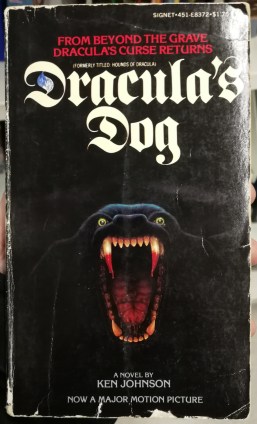 SIGNET•451-E8372•$1.75
FROM BEYOND THE GRAVE
DRACULA'S CURSE RETURNS
(FORMERLY TITLED: HOUNDS OF DRACULA)
Dracula's
Dog
A NOVEL BY
KEN JOHNSON
NOW A MAJOR MOTION PICTURE